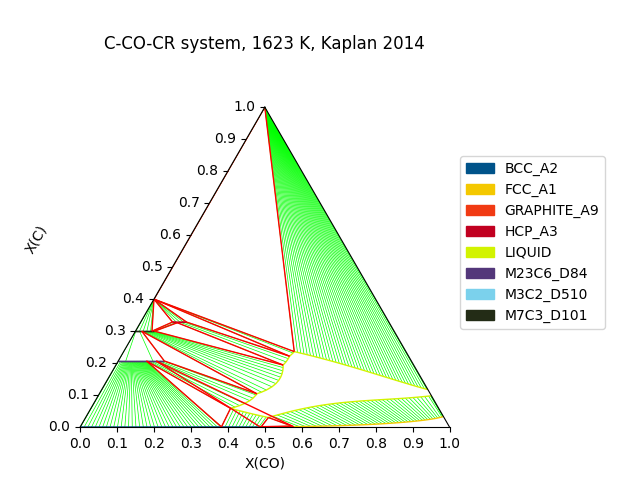 C-CO-CR system, 1623 K, Kaplan 2014
1.0
0.9
0.8
0.7
0.6
0.5
0.4
0.3
0.2
0.1
0.0
X(C)
0.0 0.1 0.2 0.3 0.4 0.5 0.6 0.7 0.8 0.9 1.0
X(CO)
BCC_A2
FCC_A1
GRAPHITE_A9
HCP_A3
LIQUID
M23C6_D84
M3C2_D510
M7C3_D101